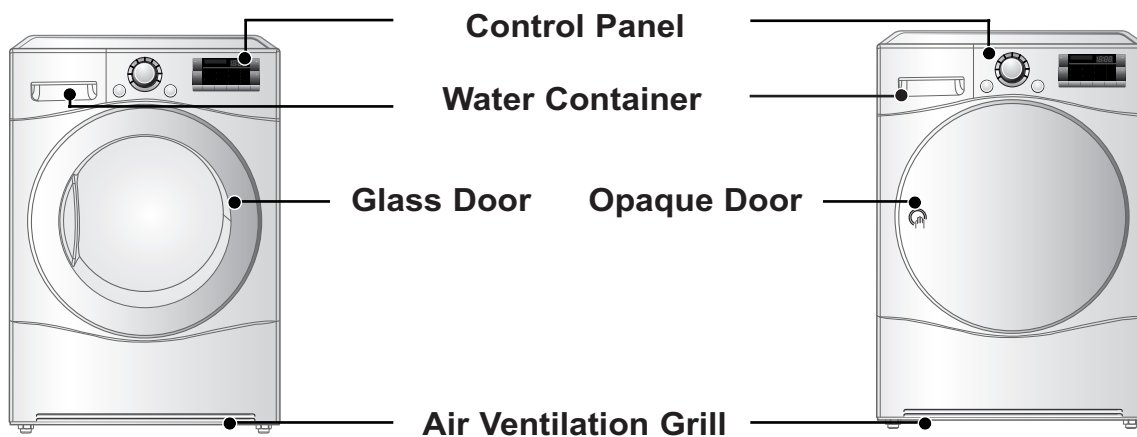 Control Panel
Water Container
Glass Door
Opaque Door
Air Ventilation Grill